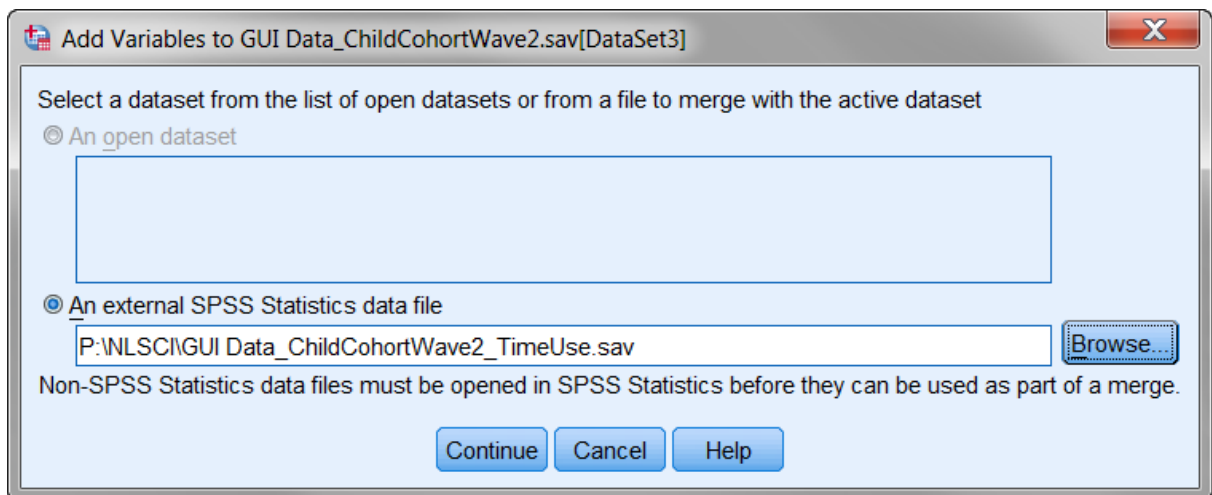 Add Variables to GUI Data_ChildCohortWave2.sav[DataSet3]
X
Select a dataset from the list of open datasets or from a file to merge with the active dataset
An open dataset
An external SPSS Statistics data file
P:\NLSCI\GUI Data_ChildCohortWave2_TimeUse.sav
Browse...
Non-SPSS Statistics data files must be opened in SPSS Statistics before they can be used as part of a merge.
Continue
Cancel
Help